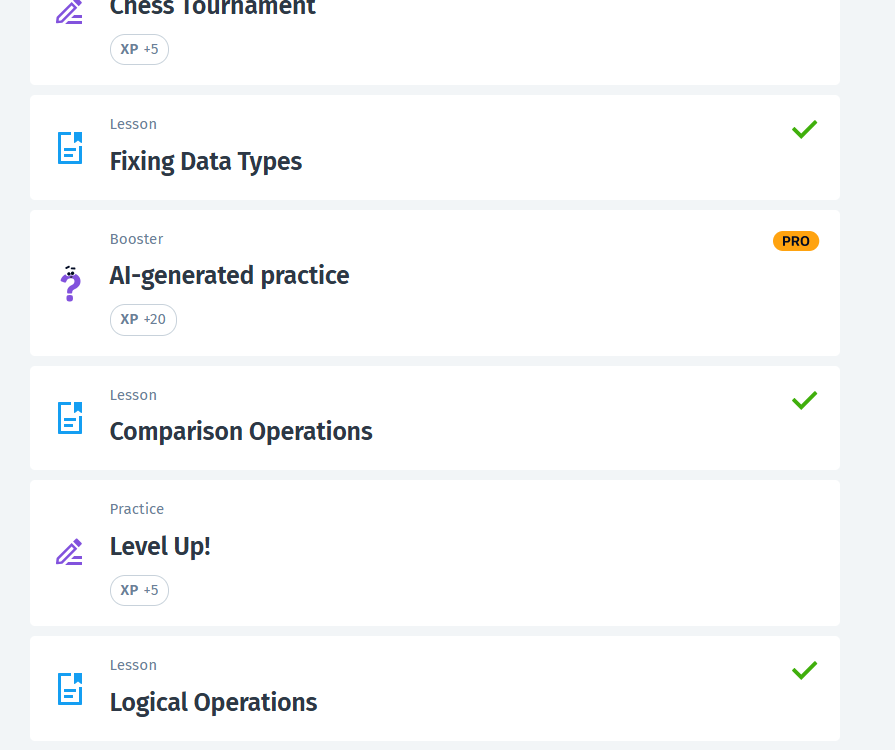 Chess Tournament
XP +5
Lesson
Fixing Data Types
Booster
PRO
AI-generated practice
XP +20
Lesson
Comparison Operations
Practice
Level Up!
XP +5
Lesson
Logical Operations